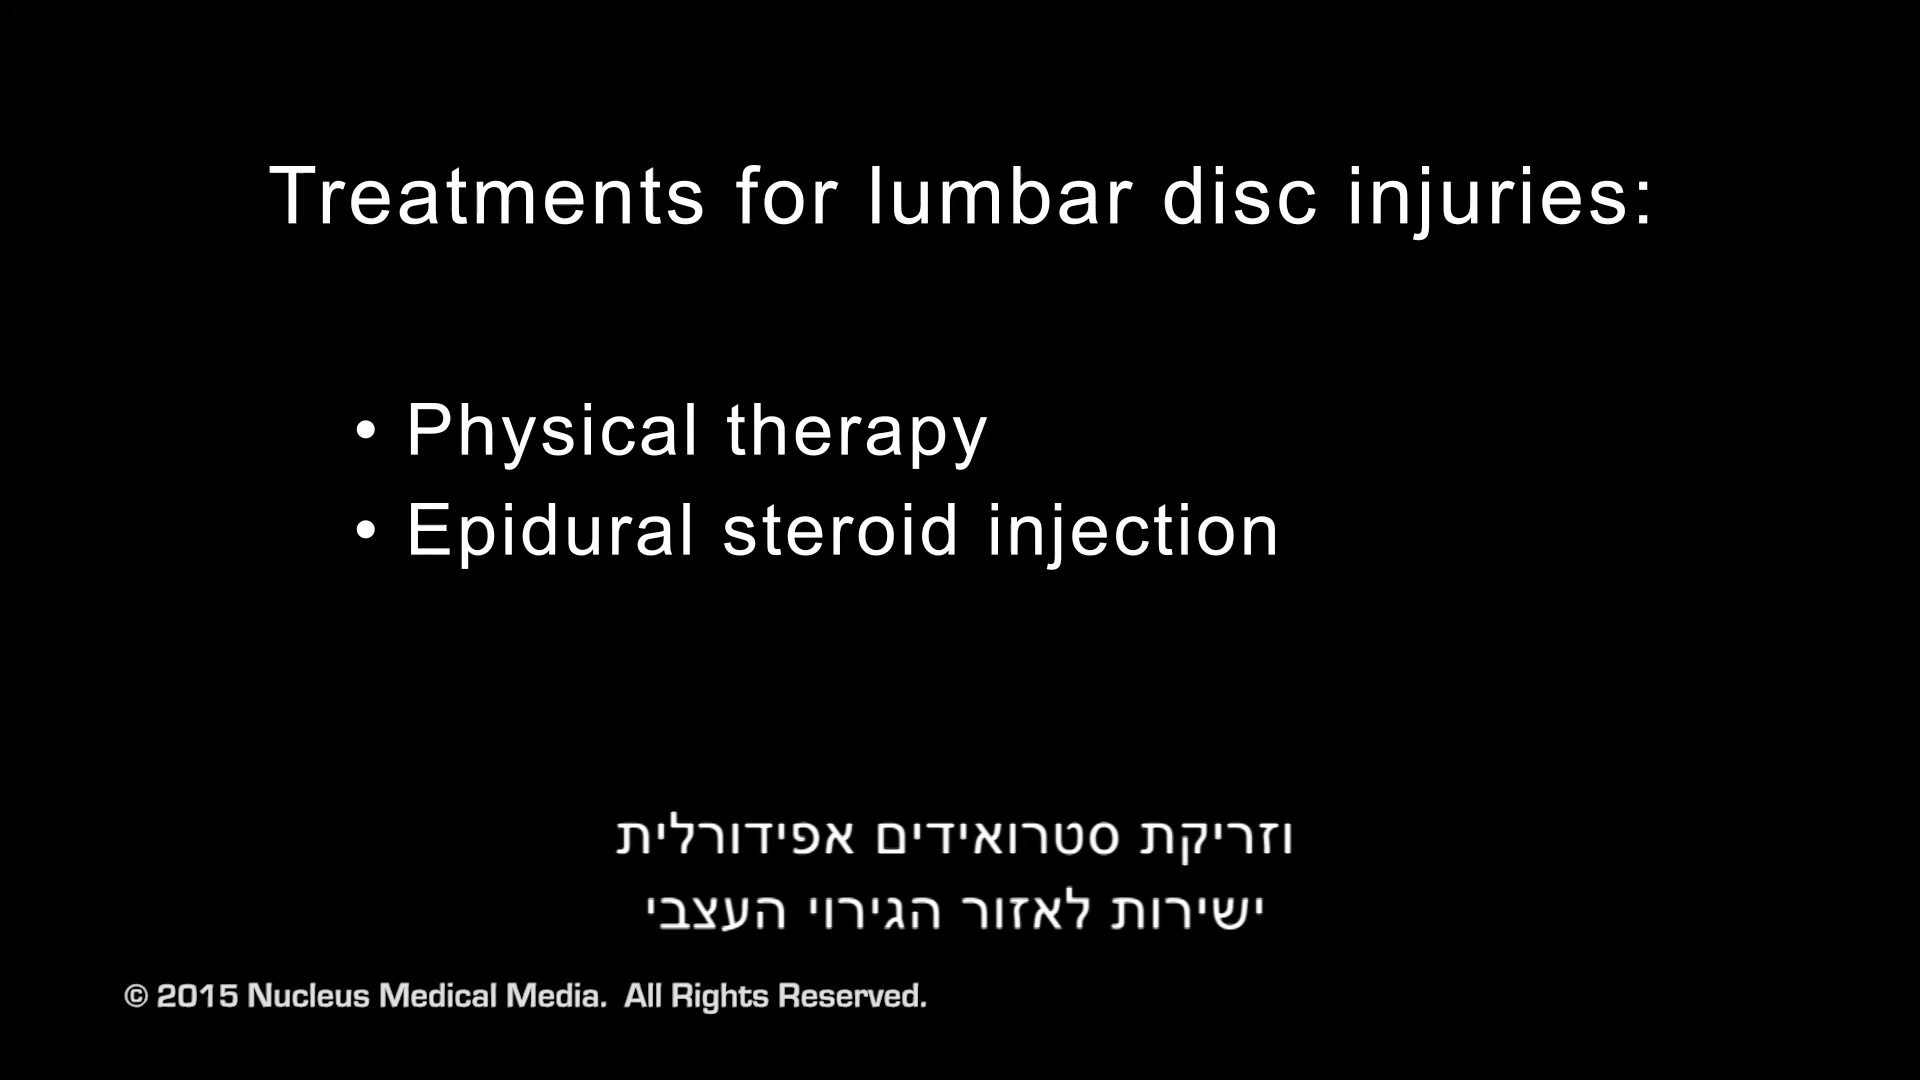 Treatments for lumbar disc injuries:
• Physical therapy
• Epidural steroid injection
וזריקת סטרואידים אפידורלית
ישירות לאזור הגירוי העצבי
© 2015 Nucleus Medical Media. All Rights Reserved.